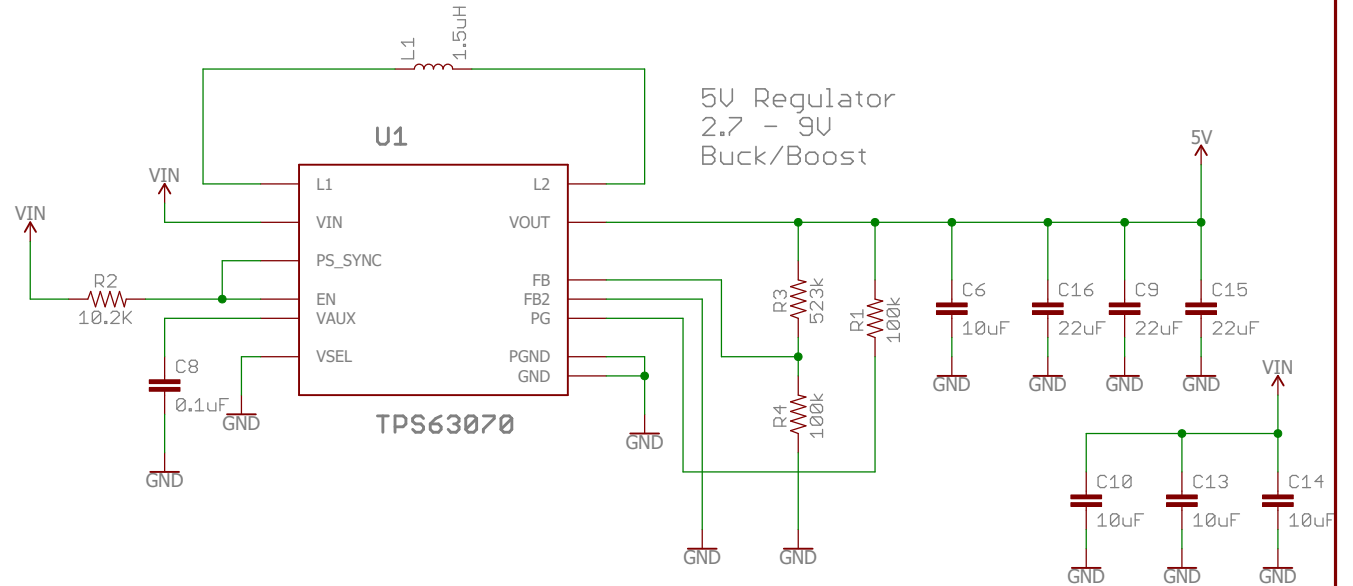 L1
1.5uH
5V Regulator
2.7 - 9V
Buck/Boost
U1
5V
VIN
VIN
L1
L2
VIN
VOUT
PS_SYNC
R2
10.2K
EN
FB
FB2
VAUX
PG
VSEL
PGND
GND
C8
0.1uF
GND
GND
TPS63070
GND
R3
523k
R1
100k
R4
100k
C6
10uF
GND
C16
22uF
GND
C9
22uF
GND
C15
22uF
GND
VIN
C10
10uF
GND
C13
10uF
GND
C14
10uF
GND
GND
GND